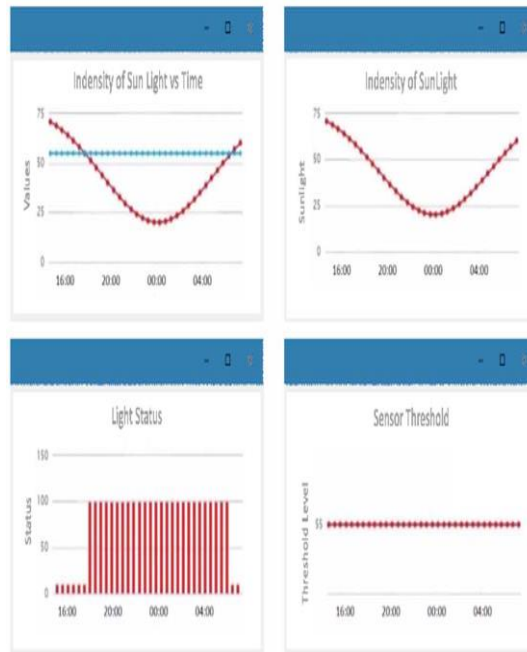 Indensity of Sun Light vs Time
Values
75
50
25
0
16:00 20:00 00:00 04:00
Indensity of SunLight
Sunlight
75
50
25
0
16:00 20:00 00:00 04:00
Light Status
Status
150
100
50
0
16:00 20:00 00:00 04:00
Sensor Threshold
Threshold Level
55
16:00 20:00 00:00 04:00